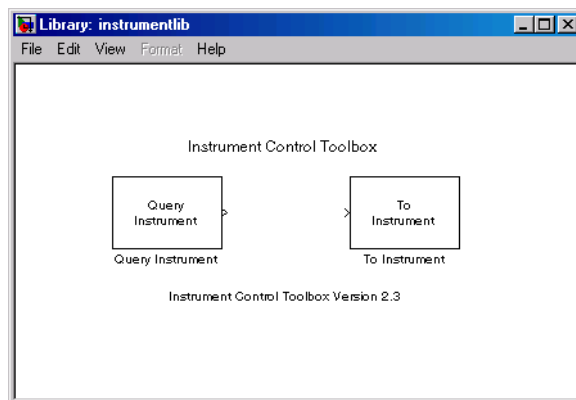 Library: instrumentlib
File Edit View Format Help
Instrument Control Toolbox
Query
Instrument
To
Instrument
Query Instrument
To Instrument
Instrument Control Toolbox Version 2.3